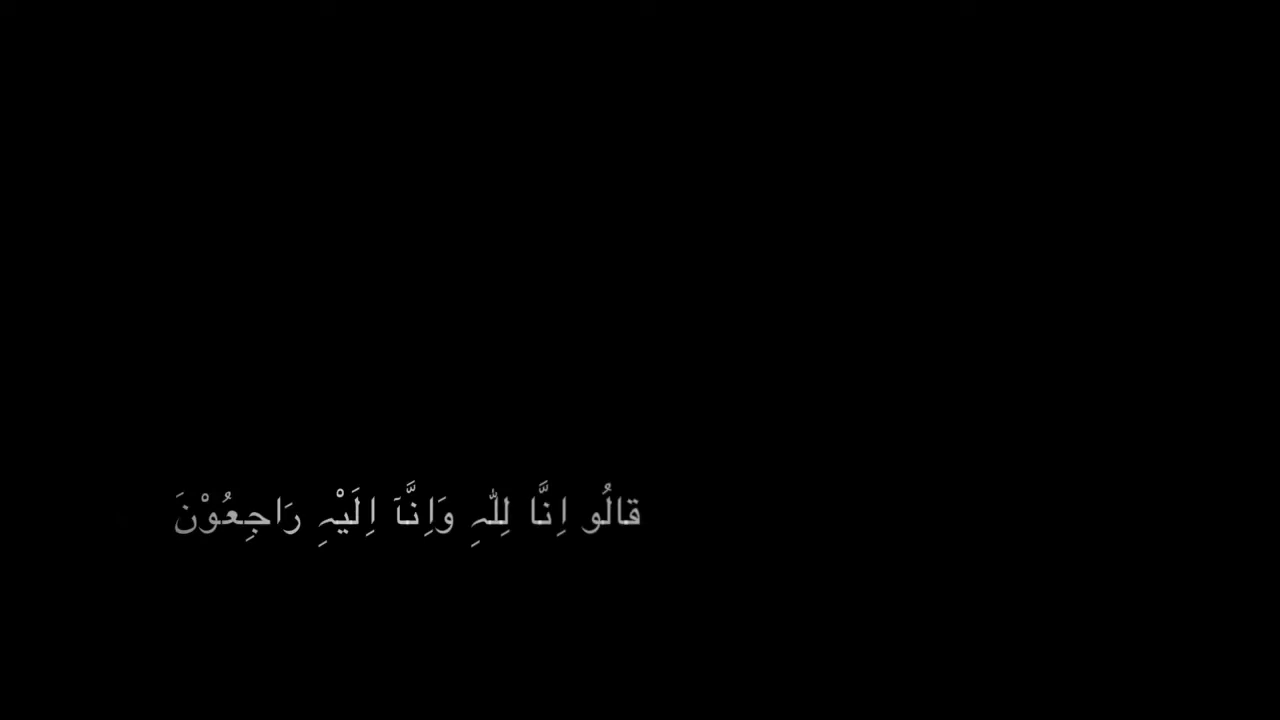 قالُو اِنَّا لِلّٰہِ وَاِنَّآ اِلَیْہِ رَاجِعُوْنَ